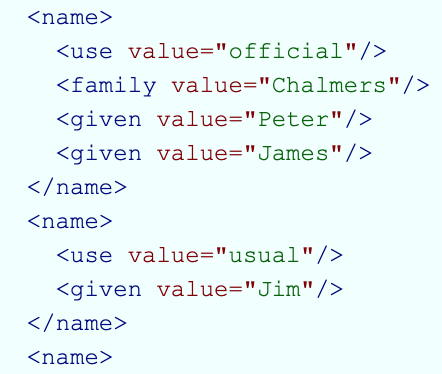 <name>
<use value="official"/>
<family value="Chalmers"/>
<given value="Peter"/>
<given value="James"/>
</name>
<name>
<use value="usual"/>
<given value="Jim"/>
</name>
<name>